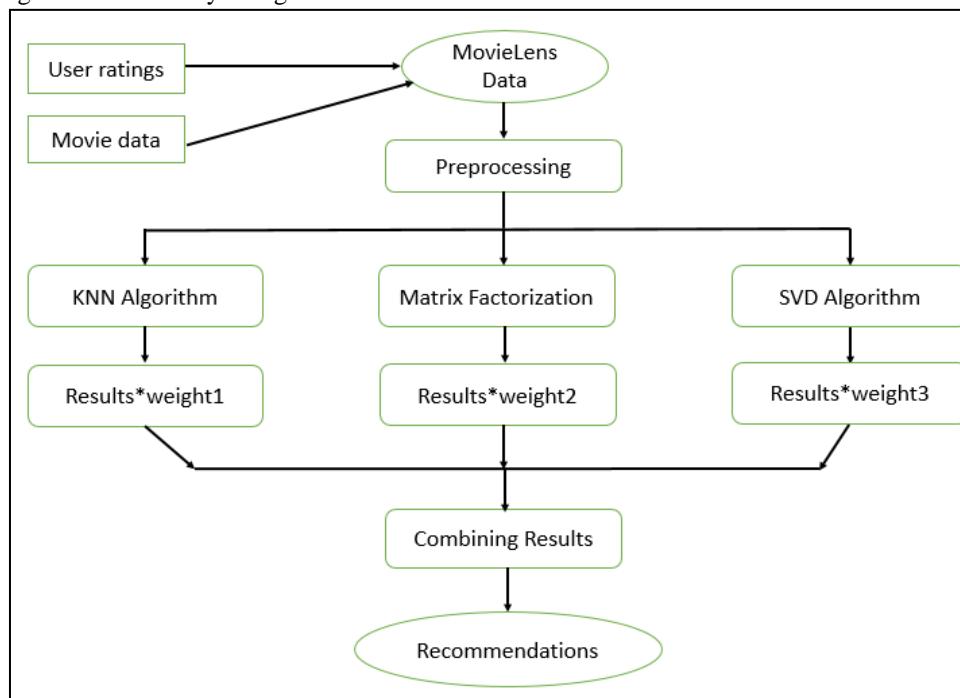 User ratings
MovieLens
Data
Movie data
Preprocessing
KNN Algorithm
Matrix Factorization
SVD Algorithm
Results*weight1
Results*weight2
Results*weight3
Combining Results
Recommendations